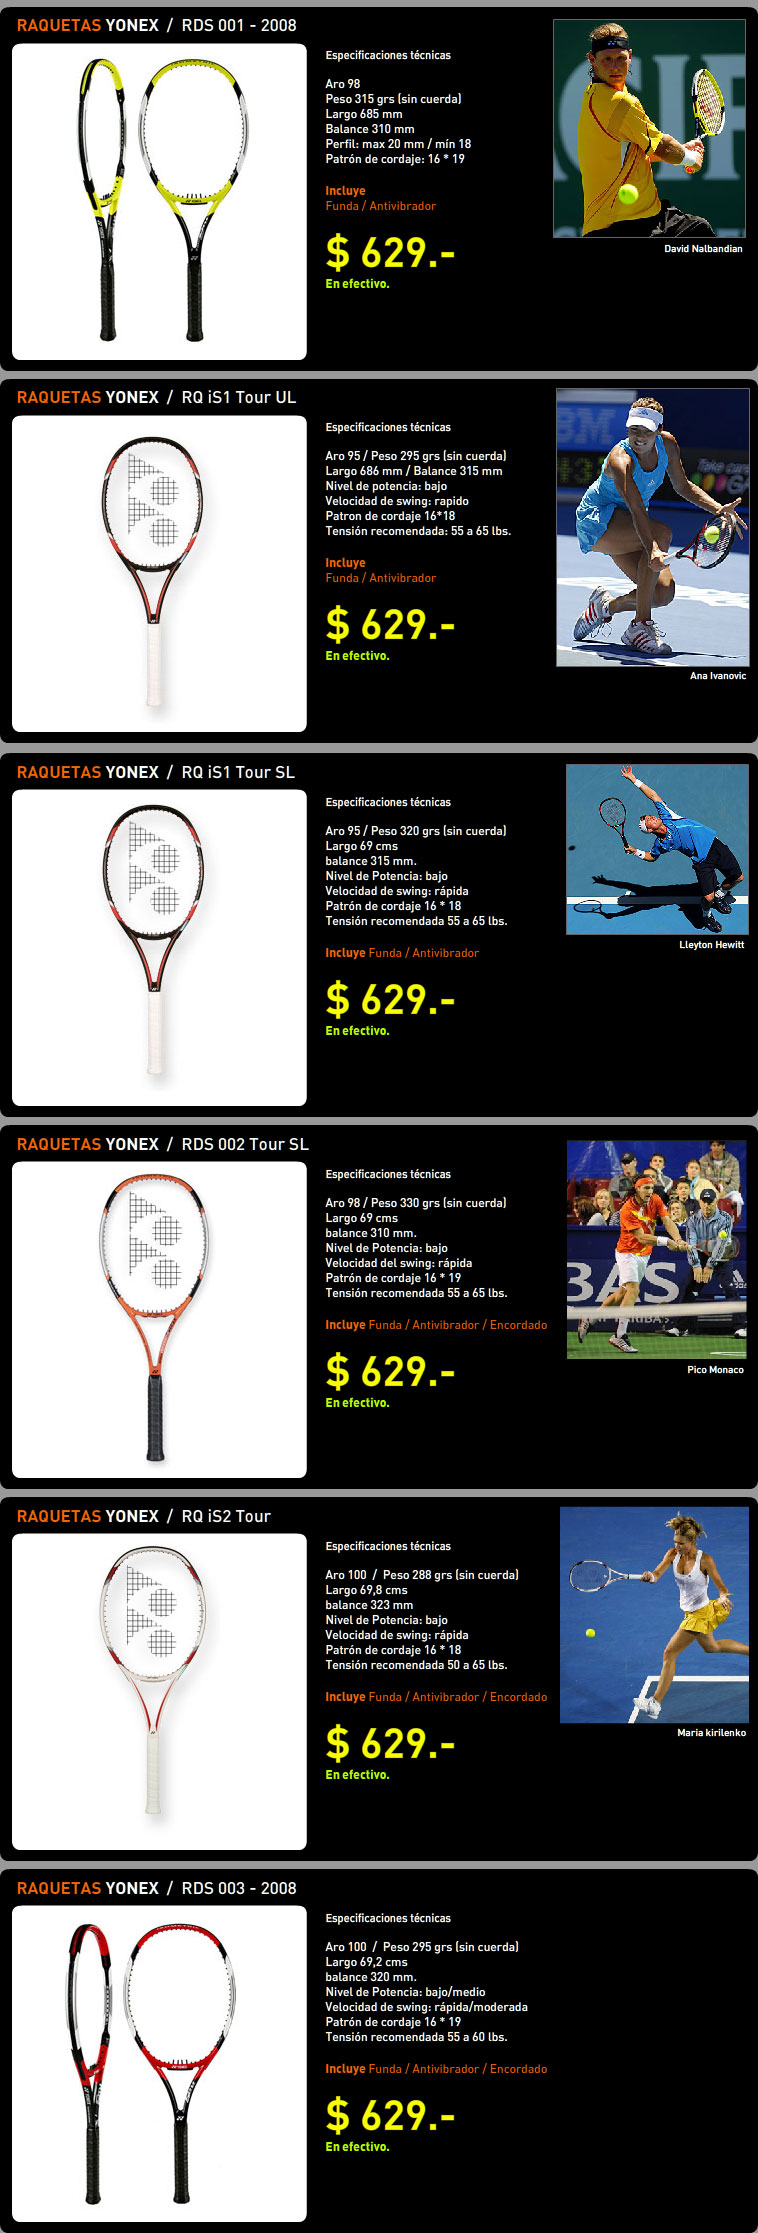 RAQUETAS YONEX / RDS 001 - 2008
Especificaciones técnicas
Aro 98
Peso 315 grs (sin cuerda)
Largo 685 mm
Balance 310 mm
Perfil: max 20 mm / mín 18
Patrón de cordaje: 16 * 19
Incluye
Funda / Antivibrador
$ 629.-
En efectivo.
David Nalbandian
RAQUETAS YONEX / RQ iS1 Tour UL
Especificaciones técnicas
Aro 95 / Peso 295 grs (sin cuerda)
Largo 686 mm / Balance 315 mm
Nivel de potencia: bajo
Velocidad de swing: rapido
Patron de cordaje 16*18
Tensión recomendada: 55 a 65 lbs.
Incluye
Funda / Antivibrador
$ 629.-
En efectivo.
IBM
Take care
Ana Ivanovic
RAQUETAS YONEX / RQ iS1 Tour SL
Especificaciones técnicas
Aro 95 / Peso 320 grs (sin cuerda)
Largo 69 cms
balance 315 mm.
Nivel de Potencia: bajo
Velocidad de swing: rápida
Patrón de cordaje 16 * 18
Tensión recomendada 55 a 65 lbs.
Incluye Funda / Antivibrador
$ 629.-
En efectivo.
Lleyton Hewitt
RAQUETAS YONEX / RDS 002 Tour SL
Especificaciones técnicas
Aro 98 / Peso 330 grs (sin cuerda)
Largo 69 cms
balance 310 mm.
Nivel de Potencia: bajo
Velocidad del swing: rápida
Patrón de cordaje 16 * 19
Tensión recomendada 55 a 65 lbs.
Incluye Funda / Antivibrador / Encordado
$ 629.-
En efectivo.
BAS
Pico Monaco
RAQUETAS YONEX / RQ iS2 Tour
Especificaciones técnicas
Aro 100 / Peso 288 grs (sin cuerda)
Largo 69,8 cms
balance 323 mm
Nivel de Potencia: bajo
Velocidad de swing: rápida
Patrón de cordaje 16 * 18
Tensión recomendada 50 a 65 lbs.
Incluye Funda / Antivibrador / Encordado
$ 629.-
En efectivo.
Maria kirilenko
RAQUETAS YONEX / RDS 003 - 2008
Especificaciones técnicas
Aro 100 / Peso 295 grs (sin cuerda)
Largo 69,2 cms
balance 320 mm.
Nivel de Potencia: bajo/medio
Velocidad de swing: rápida/moderada
Patrón de cordaje 16 * 19
Tensión recomendada 55 a 60 lbs.
Incluye Funda / Antivibrador / Encordado
$ 629.-
En efectivo.